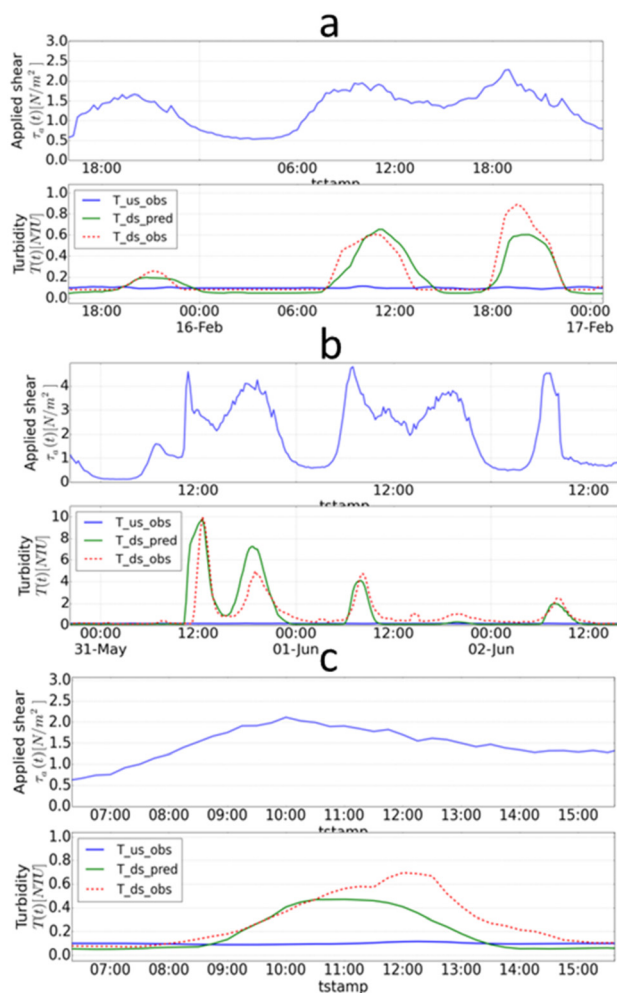 a
Applied shear
τₐ(t)[N/m²]
3.0
2.5
2.0
1.5
1.0
0.5
0.0
18:00 06:00 12:00 18:00
tstamp
Turbidity
T(t)[NTU]
1.0
0.8
0.6
0.4
0.2
0.0
T_us_obs
T_ds_pred
T_ds_obs
18:00 00:00 06:00 12:00 18:00 00:00
16-Feb 17-Feb
b
Applied shear
τₐ(t)[N/m²]
4
3
2
1
0
12:00 12:00 12:00
tstamp
Turbidity
T(t)[NTU]
10
8
6
4
2
0
T_us_obs
T_ds_pred
T_ds_obs
00:00 12:00 00:00 12:00 00:00 12:00
31-May 01-Jun 02-Jun
c
Applied shear
τₐ(t)[N/m²]
3.0
2.5
2.0
1.5
1.0
0.5
0.0
07:00 08:00 09:00 10:00 11:00 12:00 13:00 14:00 15:00
tstamp
Turbidity
T(t)[NTU]
1.0
0.8
0.6
0.4
0.2
0.0
T_us_obs
T_ds_pred
T_ds_obs
07:00 08:00 09:00 10:00 11:00 12:00 13:00 14:00 15:00
tstamp